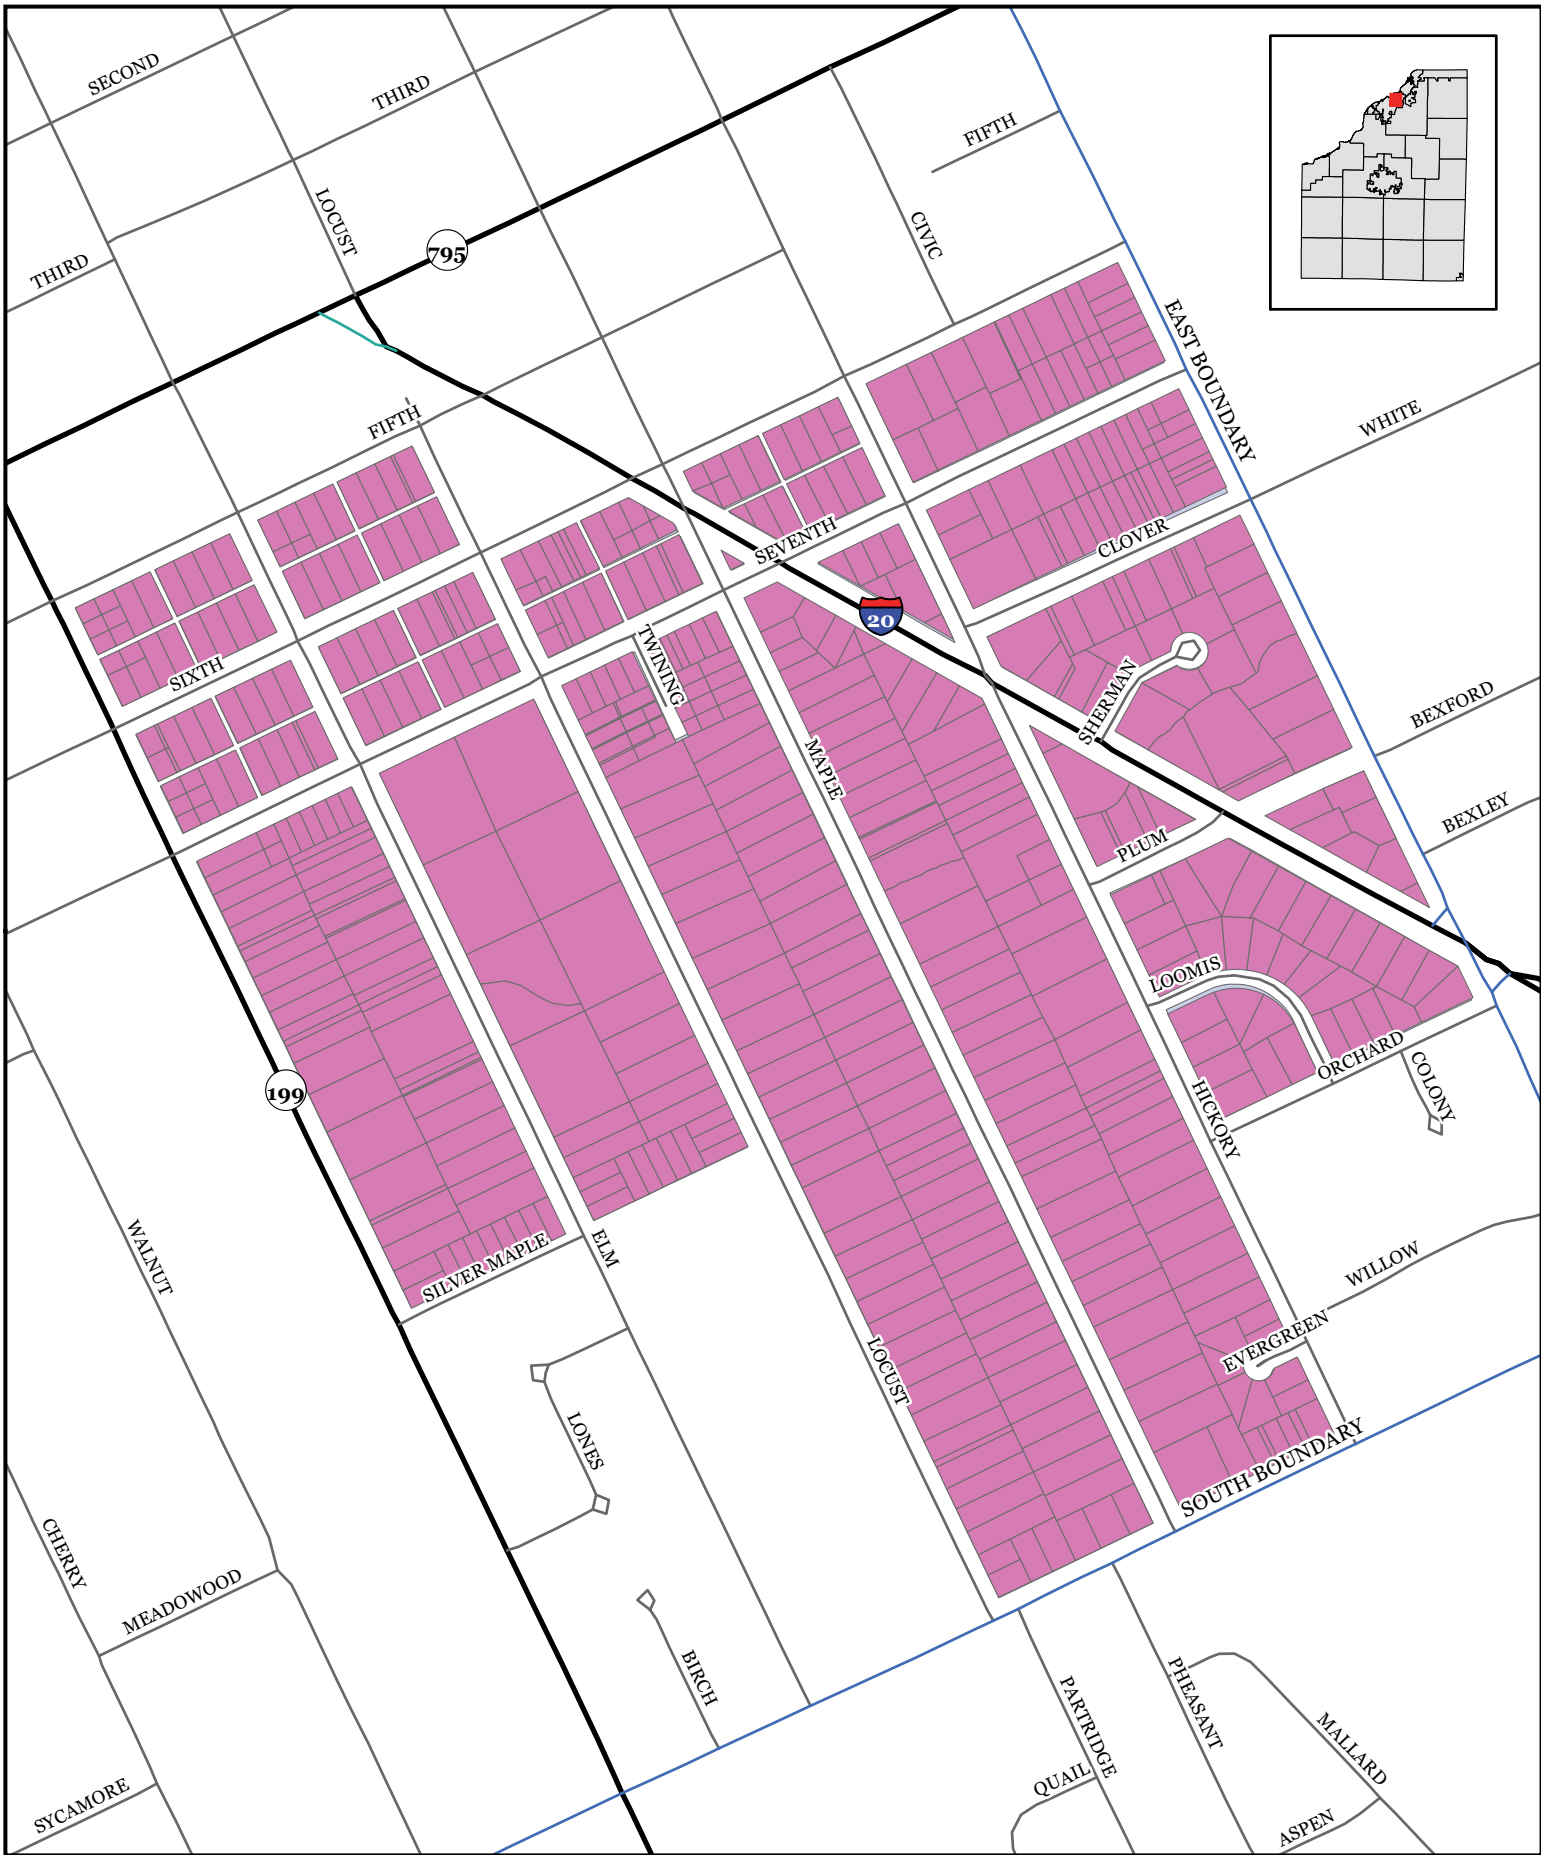 SECOND
THIRD
FIFTH
LOCUST
CIVIC
795
THIRD
EAST BOUNDARY
WHITE
FIFTH
SEVENTH
CLOVER
20
TWINING
SIXTH
SHERMAN
BEXFORD
MAPLE
BEXLEY
PLUM
LOOMIS
ORCHARD
COLONY
199
HICKORY
WALNUT
ELM
SILVER MAPLE
WILLOW
EVERGREEN
LOCUST
LONES
SOUTH BOUNDARY
CHERRY
MEADOWOOD
BIRCH
PARTRIDGE
PHEASANT
MALLARD
QUAIL
SYCAMORE
ASPEN